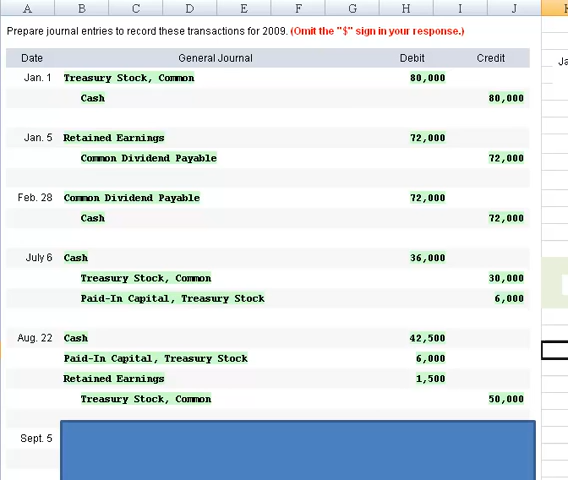 A B C D E F G H I J
Prepare journal entries to record these transactions for 2009. (Omit the "$" sign in your response.)
Date General Journal Debit Credit
Jan. 1 Treasury Stock, Common 80,000
Cash 80,000
Jan. 5 Retained Earnings 72,000
Common Dividend Payable 72,000
Feb. 28 Common Dividend Payable 72,000
Cash 72,000
July 6 Cash 36,000
Treasury Stock, Common 30,000
Paid-In Capital, Treasury Stock 6,000
Aug. 22 Cash 42,500
Paid-In Capital, Treasury Stock 6,000
Retained Earnings 1,500
Treasury Stock, Common 50,000
Sept. 5